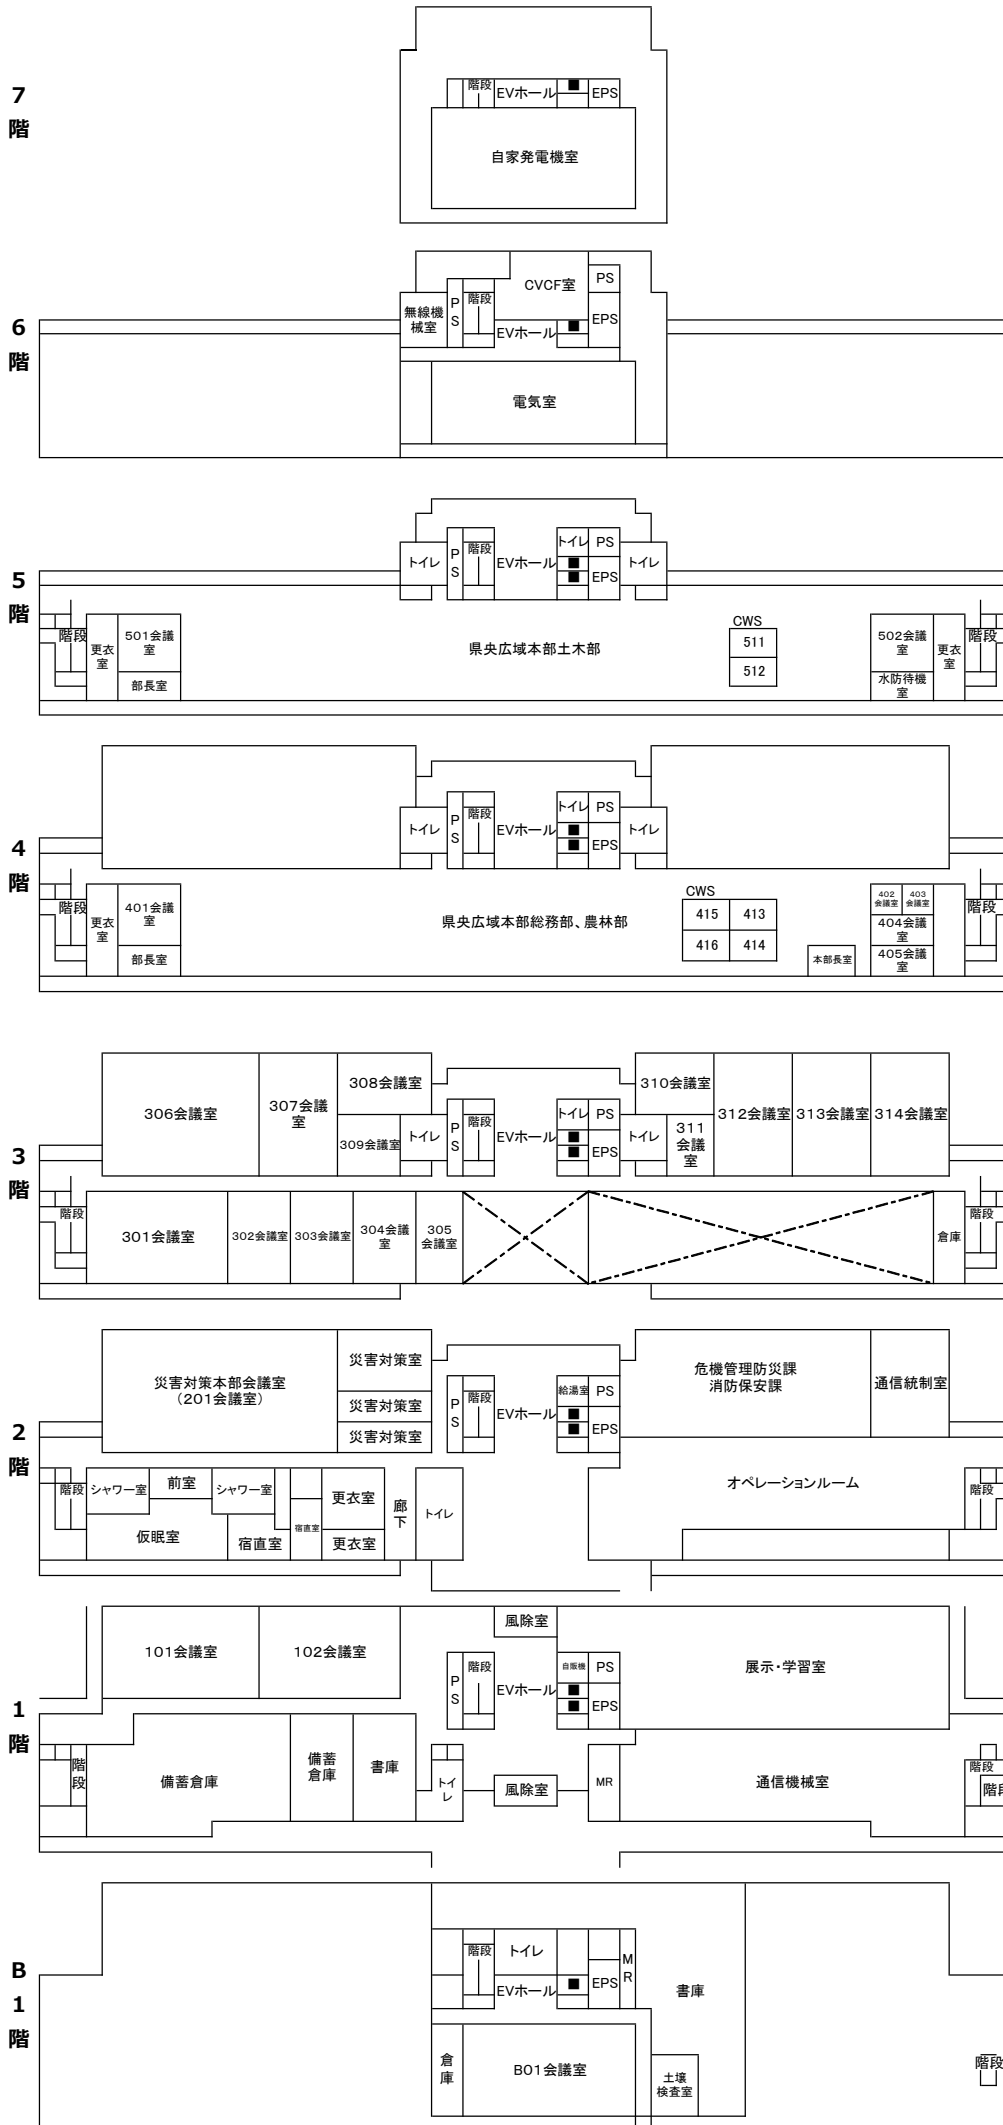 7
階
階段
EVホール
■
EPS
自家発電機室
6
階
無線機
械室
P
S
階段
CVCF室
EVホール
■
PS
EPS
電気室
5
階
トイレ
P
S
階段
EVホール
トイレ
■
■
PS
EPS
トイレ
階段
更衣
室
501会議
室
部長室
県央広域本部土木部
CWS
511
512
502会議
室
水防待機
室
更衣
室
階段
4
階
トイレ
P
S
階段
EVホール
トイレ
■
■
PS
EPS
トイレ
階段
更衣
室
401会議
室
部長室
県央広域本部総務部、農林部
CWS
415
413
416
414
本部長室
402
会議室
403
会議室
404会議
室
405会議
室
階段
3
階
306会議室
307会議
室
308会議室
309会議室
トイレ
P
S
階段
EVホール
トイレ
■
■
PS
EPS
トイレ
310会議室
311
会議
室
312会議室
313会議室
314会議室
階段
301会議室
302会議室
303会議室
304会議
室
305
会議室
倉庫
階段
2
階
災害対策本部会議室
(201会議室)
災害対策室
災害対策室
災害対策室
P
S
階段
EVホール
給湯室
■
■
PS
EPS
危機管理防災課
消防保安課
通信統制室
階段
シャワー室
前室
シャワー室
仮眠室
宿直室
宿直室
更衣室
更衣室
廊
下
トイレ
オペレーションルーム
階段
1
階
101会議室
102会議室
風除室
P
S
階段
EVホール
自販機
■
■
PS
EPS
展示・学習室
階
段
備蓄倉庫
備蓄
倉庫
書庫
トイ
レ
風除室
MR
通信機械室
階段
階段
B
1
階
階段
トイレ
EVホール
■
EPS
M
R
書庫
倉
庫
B01会議室
土壌
検査室
階段